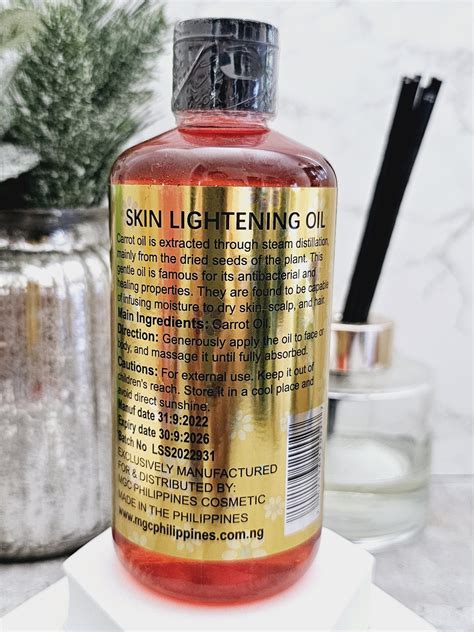 SKIN LIGHTENING OIL
Carrot oil is extracted through steam distillation,
mainly from the dried seeds of the plant. This
gentle oil is famous for its antibacterial and
healing properties. They are found to be capable
of infusing moisture to dry skin, scalp, and hair.
Main Ingredients: Carrot Oil.
Direction: Generously apply the oil to face or
body, and massage it until fully absorbed.
Cautions: For external use. Keep it out of
children's reach. Store it in a cool place and
avoid direct sunshine.
Manuf date 31:9:2022
Expiry date 30:9:2026
Batch No LSS2022931
EXCLUSIVELY MANUFACTURED
FOR & DISTRIBUTED BY:
MGC PHILIPPINES COSMETIC
MADE IN THE PHILIPPINES
www.mgcphilippines.com.ng